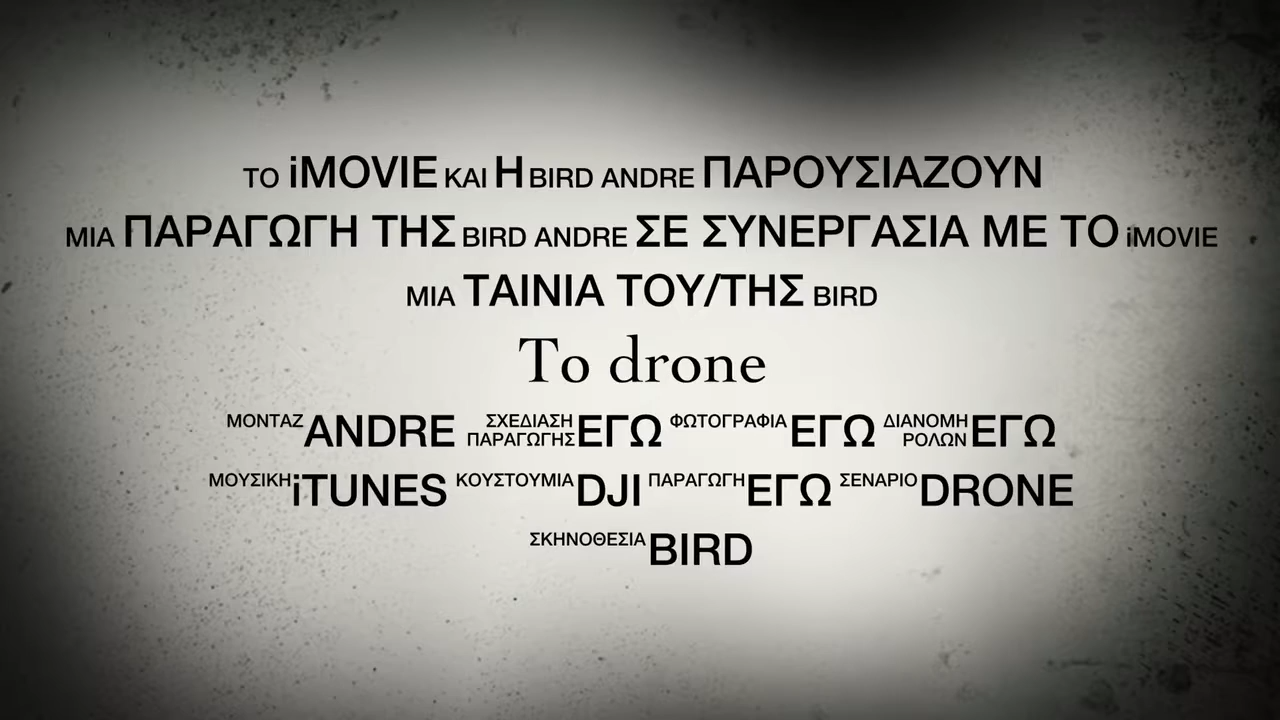 ΤΟ iMOVIE ΚΑΙ Η BIRD ANDRE ΠΑΡΟΥΣΙΑΖΟΥΝ
ΜΙΑ ΠΑΡΑΓΩΓΗ ΤΗΣ BIRD ANDRE ΣΕ ΣΥΝΕΡΓΑΣΙΑ ΜΕ ΤΟ iMOVIE
ΜΙΑ ΤΑΙΝΙΑ ΤΟΥ/ΤΗΣ BIRD
Το drone
ΜΟΝΤΑΖ ANDRE ΣΧΕΔΙΑΣΗ ΠΑΡΑΓΩΓΗΣ ΕΓΩ ΦΩΤΟΓΡΑΦΙΑ ΕΓΩ ΔΙΑΝΟΜΗ ΡΟΛΩΝ ΕΓΩ
ΜΟΥΣΙΚΗ iTUNES ΚΟΥΣΤΟΥΜΙΑ DJI ΠΑΡΑΓΩΓΗ ΕΓΩ ΣΕΝΑΡΙΟ DRONE
ΣΚΗΝΟΘΕΣΙΑ BIRD